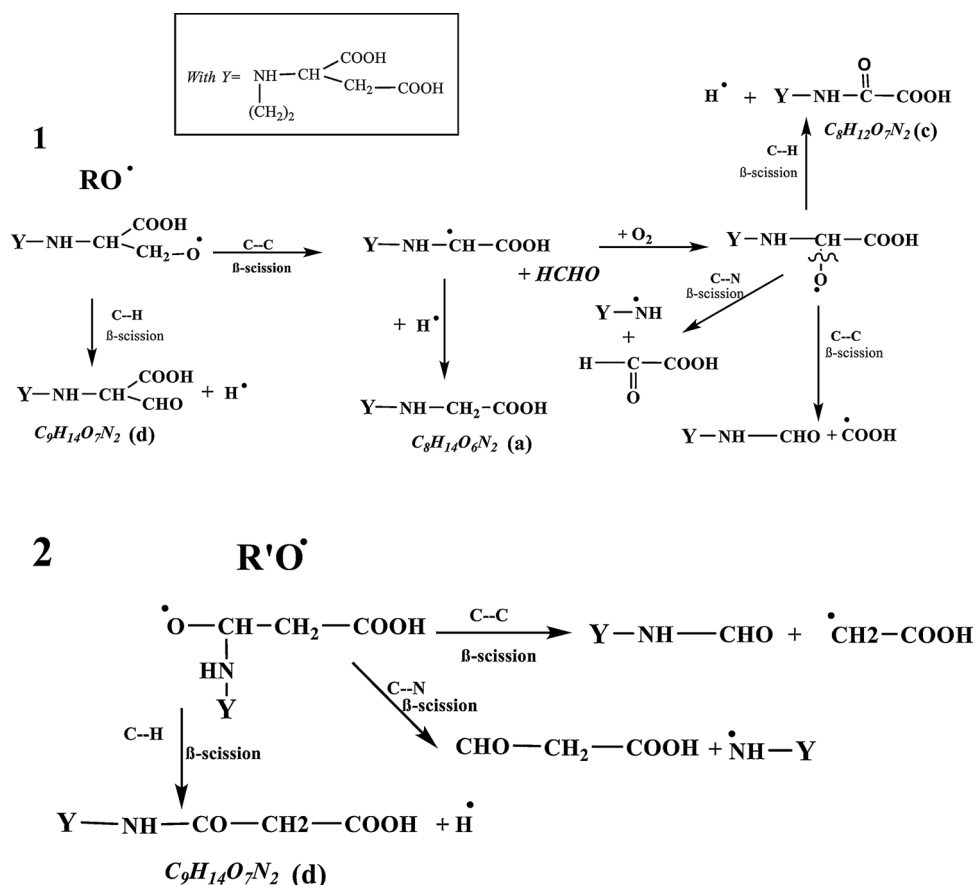 COOH
With Y= NH—CH
CH₂—COOH
(CH₂)₂
O
H• + Y—NH—C—COOH
C₈H₁₂O₇N₂ (c)
1
C--H
ß-scission
RO•
COOH
Y—NH—CH
CH₂—O•
C--C
ß-scission
Y—NH—CH•—COOH
+ HCHO
+ O₂
Y—NH—CH—COOH
O•
C--N
ß-scission
C--H
ß-scission
+ H•
Y—NH•
+
H—C—COOH
O
C--C
ß-scission
COOH
Y—NH—CH + H•
CHO
C₉H₁₄O₇N₂ (d)
Y—NH—CH₂—COOH
C₈H₁₄O₆N₂ (a)
Y—NH—CHO + •COOH
2
R'O•
•O—CH—CH₂—COOH
HN
Y
C--C
ß-scission
Y—NH—CHO + •CH2—COOH
C--N
ß-scission
C--H
ß-scission
CHO—CH₂—COOH + •NH—Y
Y—NH—CO—CH2—COOH + H•
C₉H₁₄O₇N₂ (d)